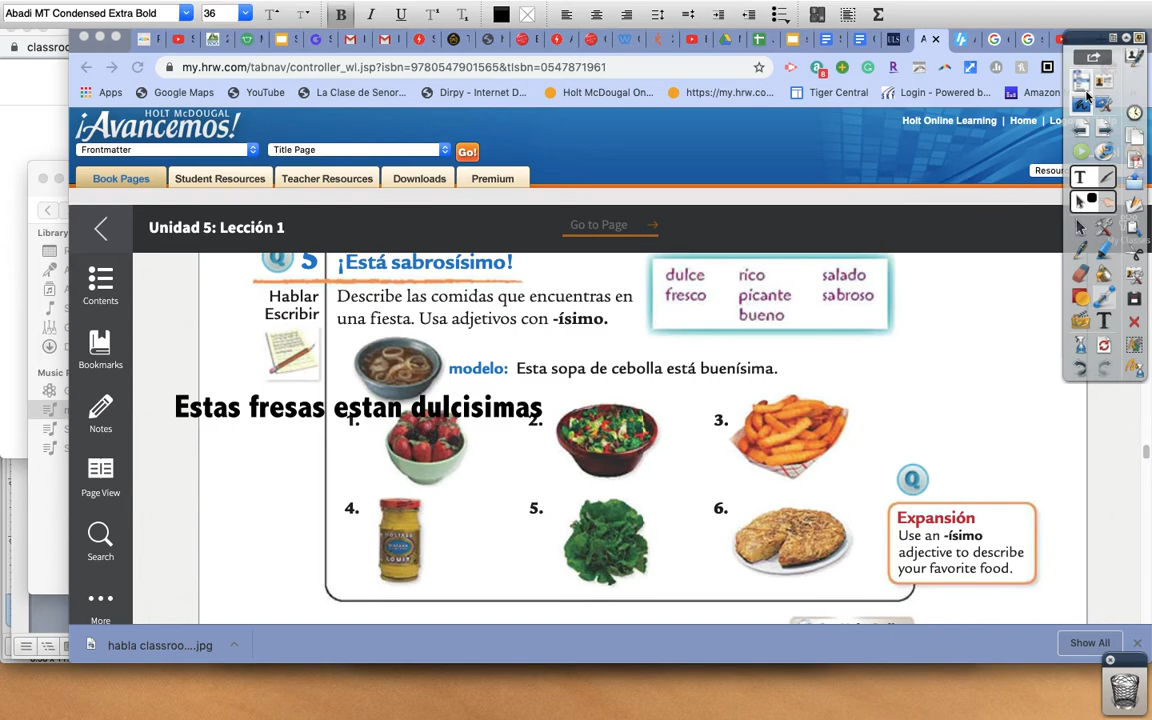 Abadi MT Condensed Extra Bold 36 B I U T T Σ
classroo
my.hrw.com/tabnav/controller_wl.jsp?isbn=9780547901565&tlsbn=0547871961
Apps Google Maps YouTube La Clase de Senor... Dirpy - Internet D... Holt McDougal On... https://my.hrw.co... Tiger Central Login - Powered b... Amazon
HOLT McDOUGAL
¡Avancemos!
Holt Online Learning | Home |
Frontmatter Title Page Go!
Book Pages Student Resources Teacher Resources Downloads Premium
Unidad 5: Lección 1
Go to Page →
Library
Music
Contents
Bookmarks
Notes
Page View
Search
More
5 ¡Está sabrosísimo!
Hablar
Escribir
Describe las comidas que encuentras en
una fiesta. Usa adjetivos con -ísimo.
dulce rico salado
fresco picante sabroso
bueno
modelo: Esta sopa de cebolla está buenísima.
Estas fresas estan dulcisimas
1. 2. 3.
4. 5. 6.
Q
Expansión
Use an -ísimo
adjective to describe
your favorite food.
habla classroo....jpg
Show All